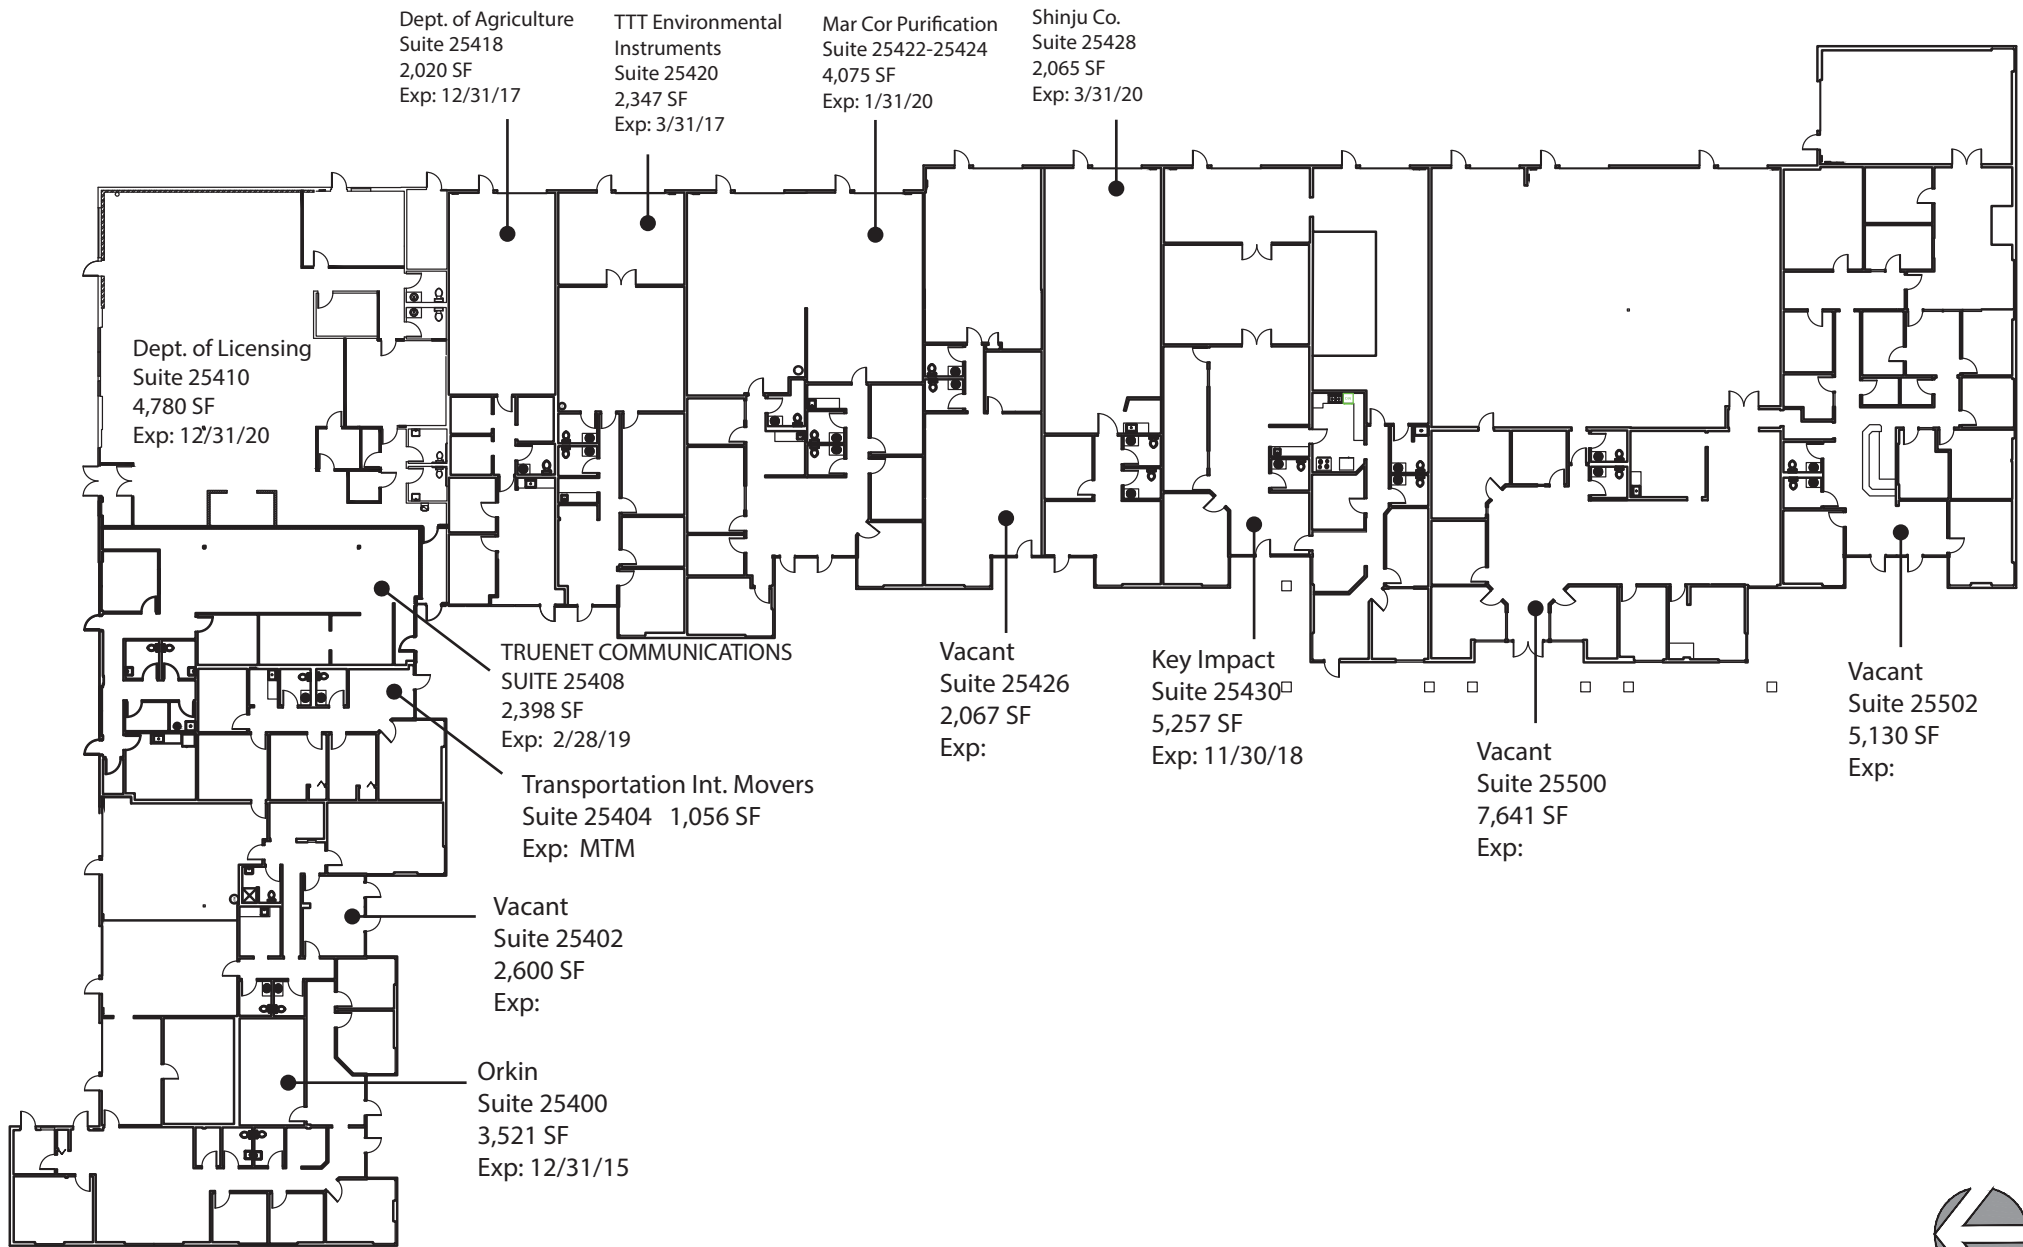 Dept. of Agriculture
Suite 25418
2,020 SF
Exp: 12/31/17
TTT Environmental
Instruments
Suite 25420
2,347 SF
Exp: 3/31/17
Mar Cor Purification
Suite 25422-25424
4,075 SF
Exp: 1/31/20
Shinju Co.
Suite 25428
2,065 SF
Exp: 3/31/20
Dept. of Licensing
Suite 25410
4,780 SF
Exp: 12/31/20
TRUENET COMMUNICATIONS
SUITE 25408
2,398 SF
Exp: 2/28/19
Transportation Int. Movers
Suite 25404 1,056 SF
Exp: MTM
Vacant
Suite 25402
2,600 SF
Exp:
Orkin
Suite 25400
3,521 SF
Exp: 12/31/15
Vacant
Suite 25426
2,067 SF
Exp:
Key Impact
Suite 25430
5,257 SF
Exp: 11/30/18
Vacant
Suite 25500
7,641 SF
Exp:
Vacant
Suite 25502
5,130 SF
Exp: